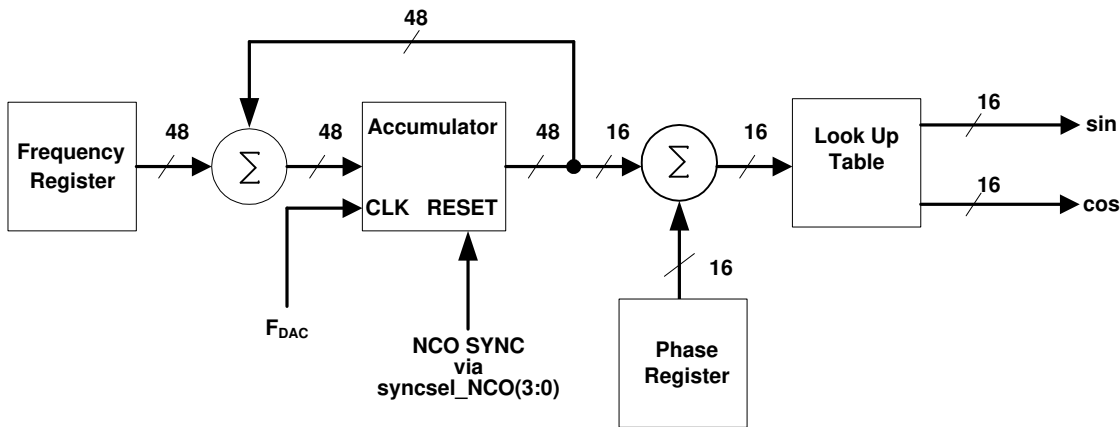 48
Frequency
Register
48
Σ
48
Accumulator
CLK RESET
48
16
Σ
16
Look Up
Table
16
sin
16
cos
F_DAC
NCO SYNC
via
syncsel_NCO(3:0)
16
Phase
Register